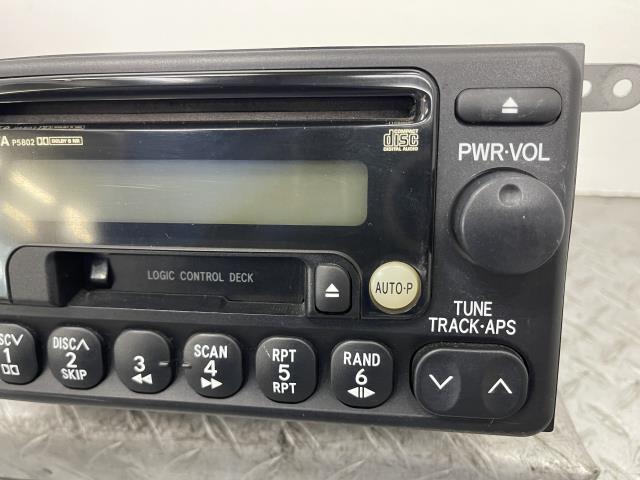 A P5802 DOLBY B NR
COMPACT
disc
DIGITAL AUDIO
PWR·VOL
LOGIC CONTROL DECK
AUTO·P
TUNE
TRACK·APS
SC∨
1
DISC∧
2
SKIP
3
◀◀
SCAN
4
▶▶
RPT
5
RPT
RAND
6
◀▶
∨ ∧